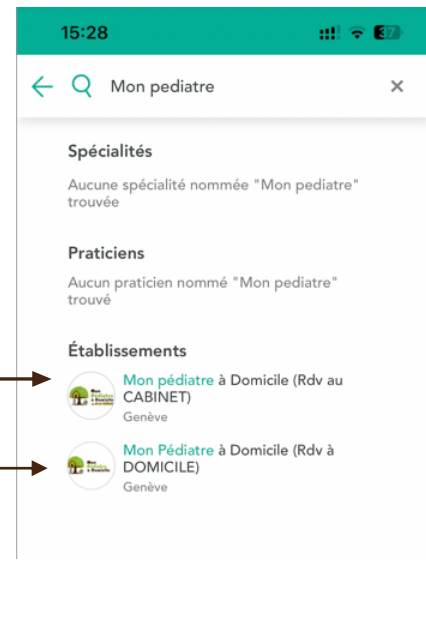 15:28
37
Mon pediatre
Spécialités
Aucune spécialité nommée "Mon pediatre"
trouvée
Praticiens
Aucun praticien nommé "Mon pediatre"
trouvé
Établissements
Mon pédiatre à Domicile (Rdv au
CABINET)
Genève
Mon Pédiatre à Domicile (Rdv à
DOMICILE)
Genève